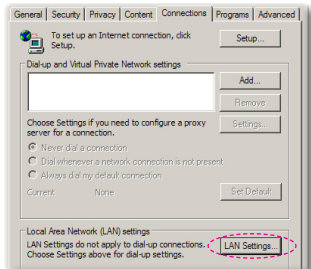 General Security Privacy Content Connections Programs Advanced
To set up an Internet connection, click Setup.
Setup...
Dial-up and Virtual Private Network settings
Add...
Remove
Choose Settings if you need to configure a proxy server for a connection.
Settings...
Never dial a connection
Dial whenever a network connection is not present
Always dial my default connection
Current None
Set Default
Local Area Network (LAN) settings
LAN Settings do not apply to dial-up connections. Choose Settings above for dial-up settings.
LAN Settings...